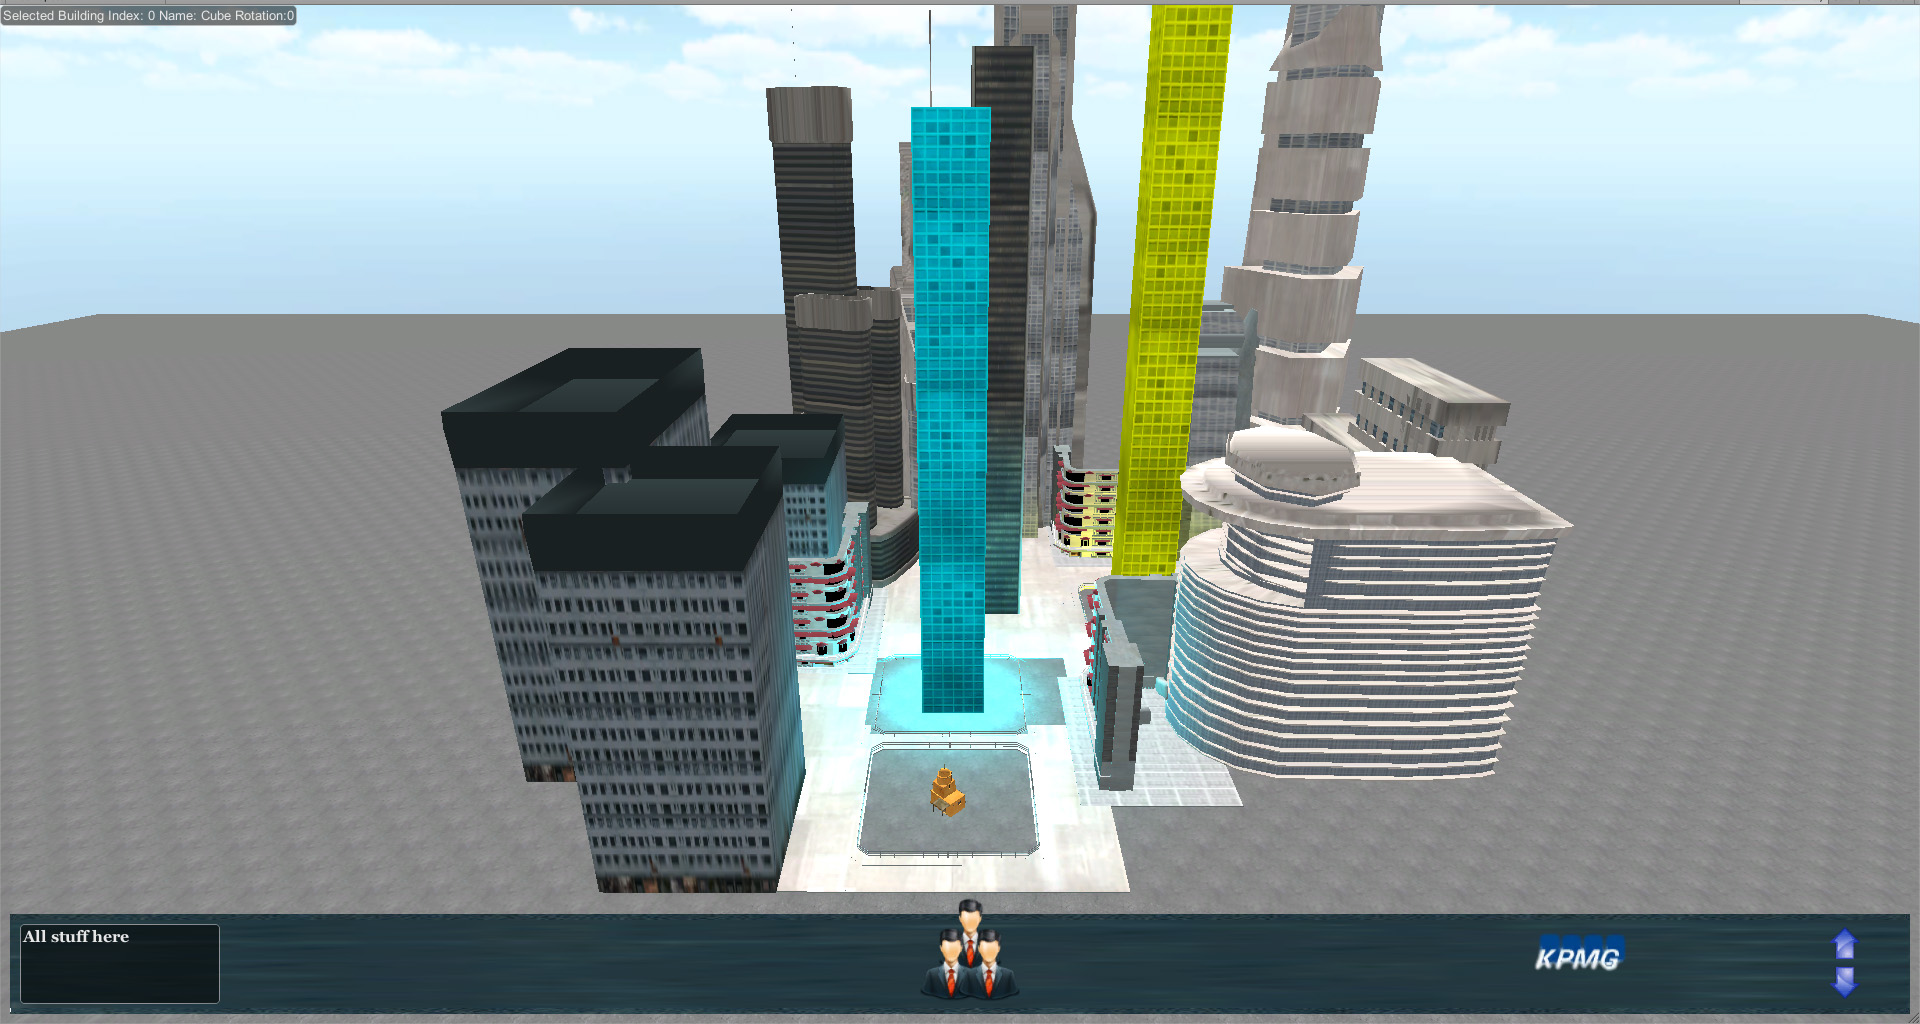 Selected Building Index: 0 Name: Cube Rotation:0
All stuff here
KPMG